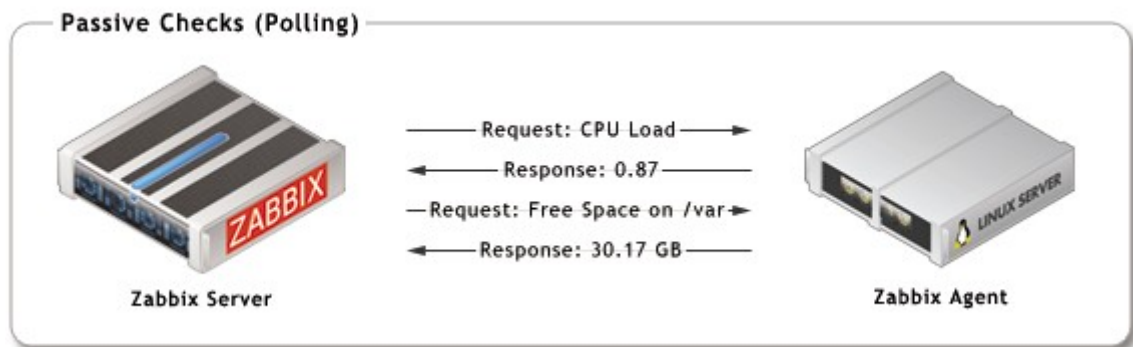 Passive Checks (Polling)
Request: CPU Load
Response: 0.87
Request: Free Space on /var
Response: 30.17 GB
ZABBIX
LINUX SERVER
Zabbix Server
Zabbix Agent